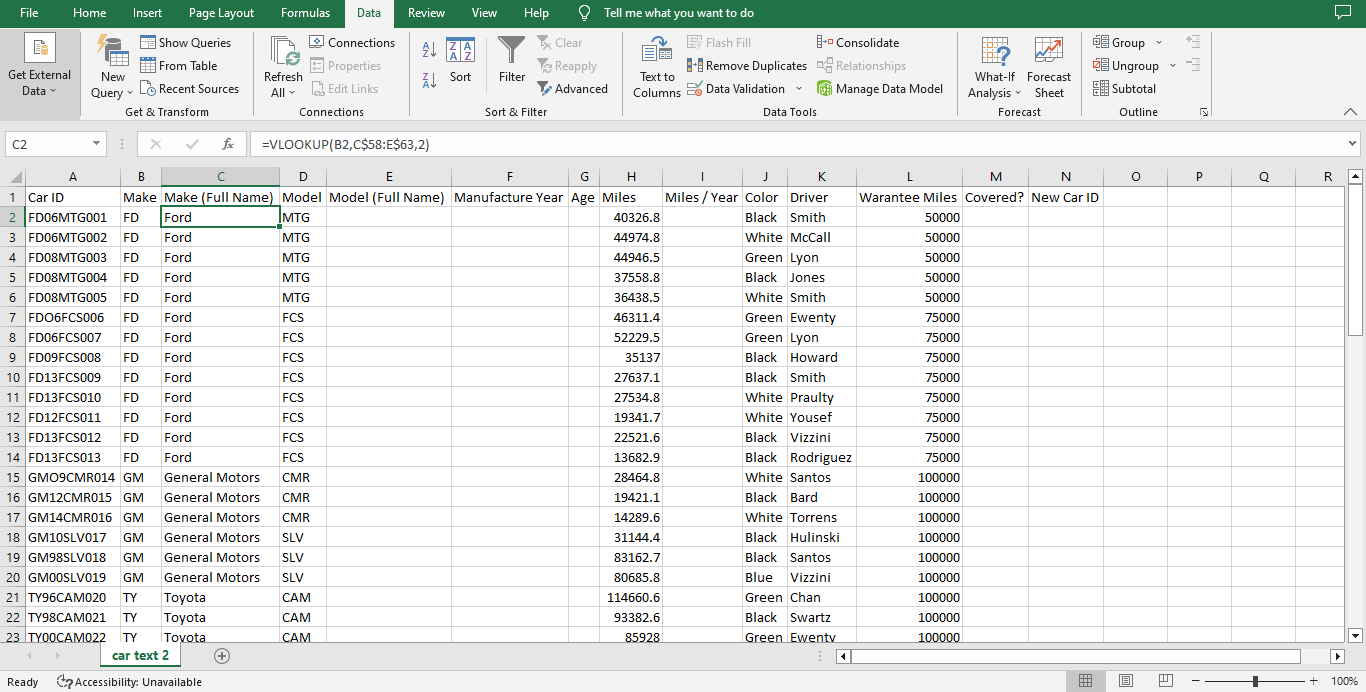 File Home Insert Page Layout Formulas Data Review View Help Tell me what you want to do
Get External Data
New Query
Show Queries
From Table
Recent Sources
Get & Transform
Refresh All
Connections
Properties
Edit Links
Connections
Sort
Filter
Clear
Reapply
Advanced
Sort & Filter
Text to Columns
Flash Fill
Remove Duplicates
Data Validation
Consolidate
Relationships
Manage Data Model
Data Tools
What-If Analysis
Forecast Sheet
Forecast
Group
Ungroup
Subtotal
Outline
C2 fx =VLOOKUP(B2,C$58:E$63,2)
A B C D E F G H I J K L M N O P Q R
1 Car ID Make Make (Full Name) Model Model (Full Name) Manufacture Year Age Miles Miles / Year Color Driver Warantee Miles Covered? New Car ID
2 FD06MTG001 FD Ford MTG 40326.8 Black Smith 50000
3 FD06MTG002 FD Ford MTG 44974.8 White McCall 50000
4 FD08MTG003 FD Ford MTG 44946.5 Green Lyon 50000
5 FD08MTG004 FD Ford MTG 37558.8 Black Jones 50000
6 FD08MTG005 FD Ford MTG 36438.5 White Smith 50000
7 FDO6FCS006 FD Ford FCS 46311.4 Green Ewenty 75000
8 FD06FCS007 FD Ford FCS 52229.5 Green Lyon 75000
9 FD09FCS008 FD Ford FCS 35137 Black Howard 75000
10 FD13FCS009 FD Ford FCS 27637.1 Black Smith 75000
11 FD13FCS010 FD Ford FCS 27534.8 White Praulty 75000
12 FD12FCS011 FD Ford FCS 19341.7 White Yousef 75000
13 FD13FCS012 FD Ford FCS 22521.6 Black Vizzini 75000
14 FD13FCS013 FD Ford FCS 13682.9 Black Rodriguez 75000
15 GMO9CMR014 GM General Motors CMR 28464.8 White Santos 100000
16 GM12CMR015 GM General Motors CMR 19421.1 Black Bard 100000
17 GM14CMR016 GM General Motors CMR 14289.6 White Torrens 100000
18 GM10SLV017 GM General Motors SLV 31144.4 Black Hulinski 100000
19 GM98SLV018 GM General Motors SLV 83162.7 Black Santos 100000
20 GM00SLV019 GM General Motors SLV 80685.8 Blue Vizzini 100000
21 TY96CAM020 TY Toyota CAM 114660.6 Green Chan 100000
22 TY98CAM021 TY Toyota CAM 93382.6 Black Swartz 100000
23 TY00CAM022 TY Toyota CAM 85928 Green Ewenty 100000
car text 2
Ready Accessibility: Unavailable 100%